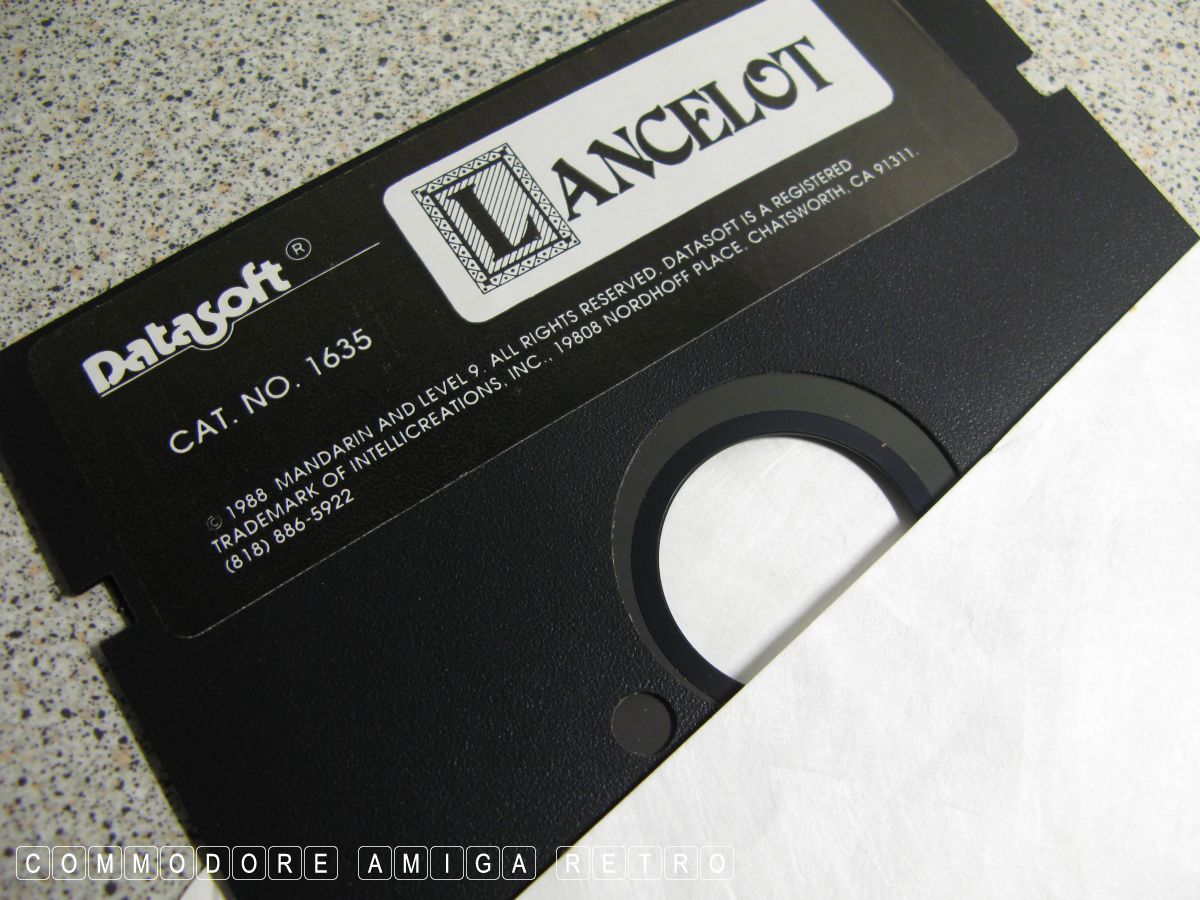 LANCELOT
Datasoft ®
CAT. NO. 1635
© 1988 MANDARIN AND LEVEL 9. ALL RIGHTS RESERVED. DATASOFT IS A REGISTERED
TRADEMARK OF INTELLICREATIONS, INC., 19808 NORDHOFF PLACE, CHATSWORTH, CA 91311.
(818) 886-5922
COMMODORE AMIGA RETRO